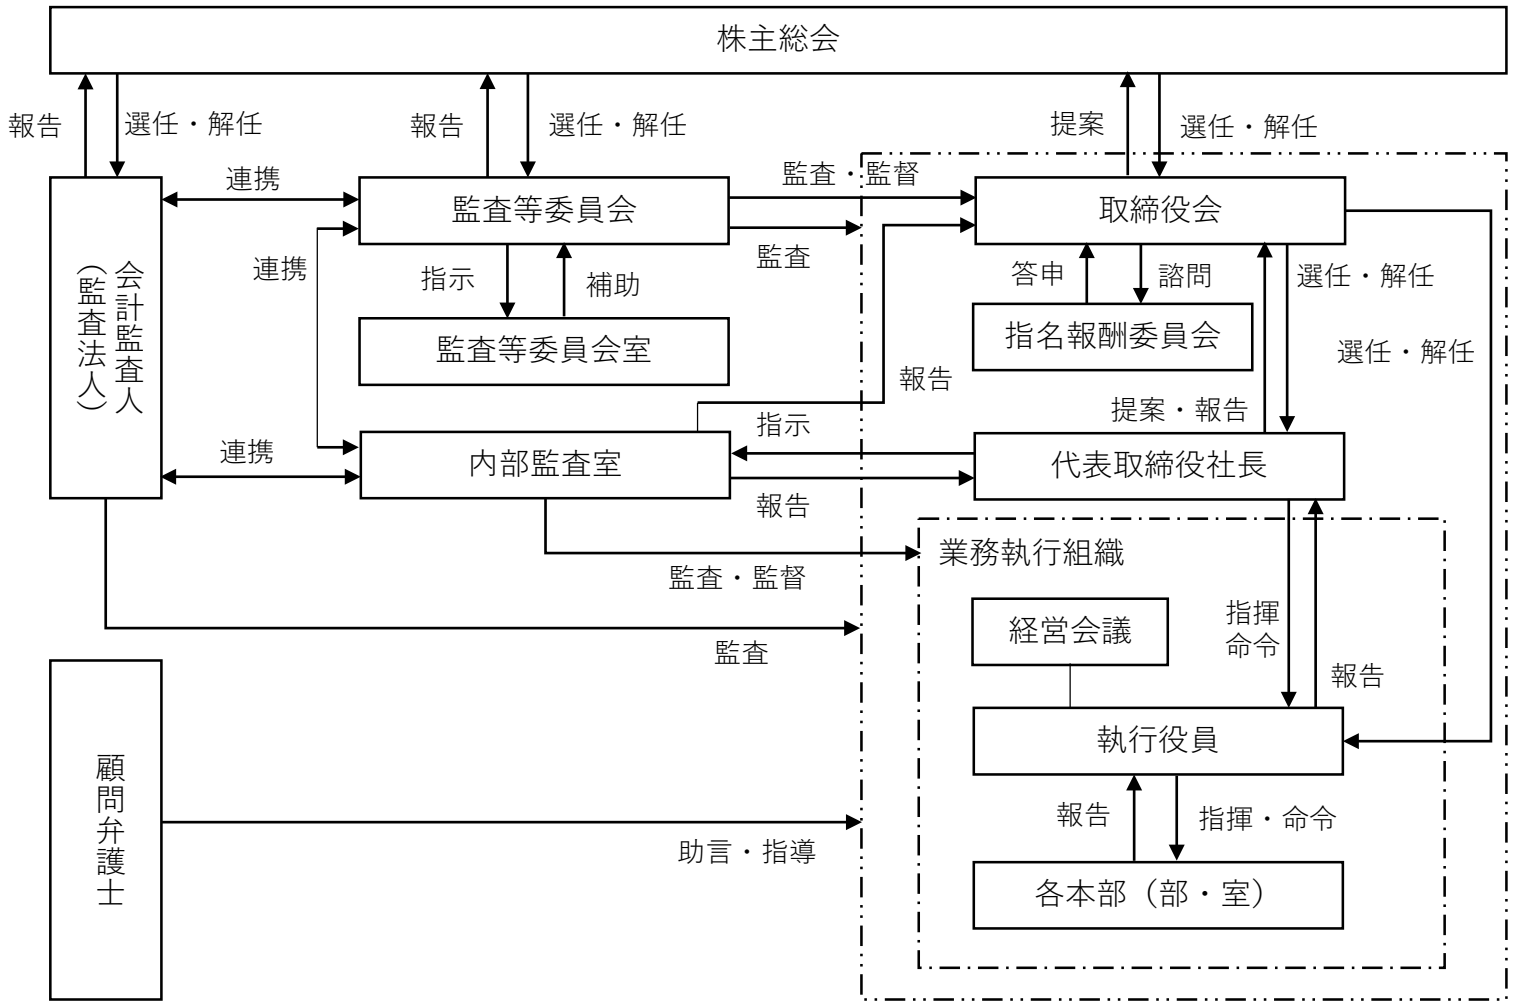 株主総会
報告
選任・解任
報告
選任・解任
提案
選任・解任
連携
監査・監督
監査等委員会
取締役会
連携
監査
会計監査人
（監査法人）
指示
補助
答申
諮問
選任・解任
監査等委員会室
指名報酬委員会
選任・解任
報告
提案・報告
指示
連携
内部監査室
代表取締役社長
報告
業務執行組織
監査・監督
経営会議
指揮
命令
監査
報告
執行役員
顧問弁護士
報告
指揮・命令
助言・指導
各本部（部・室）